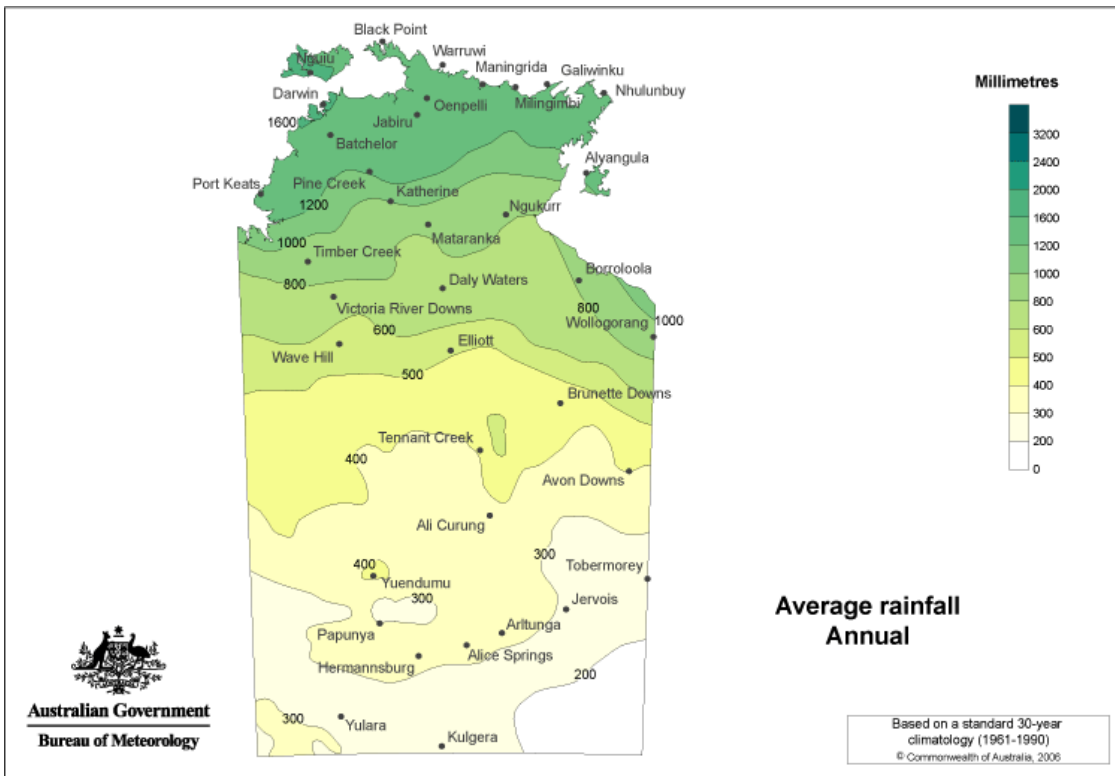 Black Point
Nguiu
Warruwi
Maningrida
Galiwinku
Darwin
Oenpelli
Milingimbi
Nhulunbuy
1600
Jabiru
Batchelor
Alyangula
Port Keats
Pine Creek
Katherine
1200
Ngukurr
1000
Mataranka
Timber Creek
Borroloola
800
Daly Waters
Victoria River Downs
800
Wollogorang
1000
600
Wave Hill
Elliott
500
Brunette Downs
Tennant Creek
400
Avon Downs
Ali Curung
300
400
Tobermorey
Yuendumu
300
Jervois
Papunya
Arltunga
Hermannsburg
Alice Springs
200
300
Yulara
Kulgera
Millimetres
3200
2400
2000
1600
1200
1000
800
600
500
400
300
200
0
Average rainfall
Annual
Australian Government
Bureau of Meteorology
Based on a standard 30-year
climatology (1961-1990)
© Commonwealth of Australia, 2006